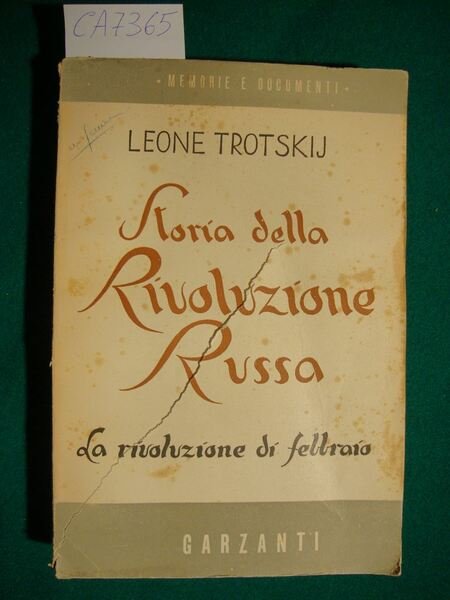 CA7365
• MEMORIE E DOCUMENTI •
LEONE TROTSKIJ
Storia della
Rivoluzione
Russa
La rivoluzione di febbraio
GARZANTI